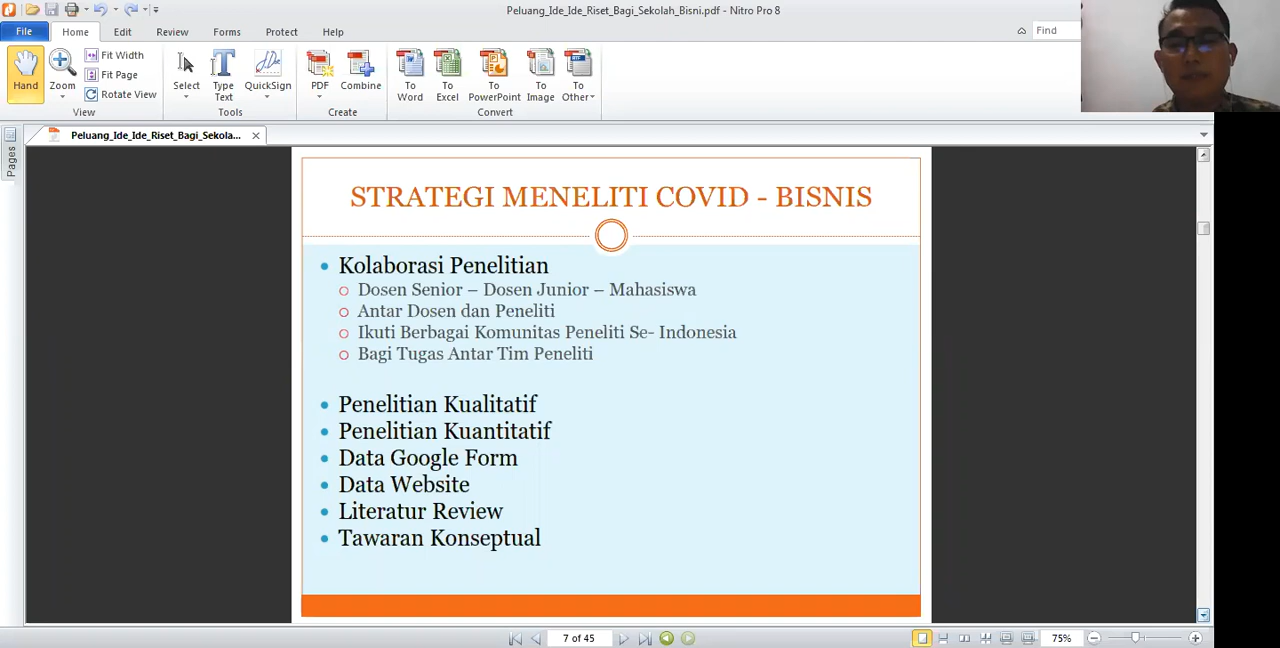 Peluang_Ide_Ide_Riset_Bagi_Sekolah_Bisni.pdf - Nitro Pro 8
File Home Edit Review Forms Protect Help Find
Hand
Zoom
Fit Width
Fit Page
Rotate View
View
Select
Type Text
QuickSign
Tools
PDF
Combine
Create
To Word
To Excel
To PowerPoint
To Image
To Other
Convert
Peluang_Ide_Ide_Riset_Bagi_Sekola...
Pages
STRATEGI MENELITI COVID - BISNIS
Kolaborasi Penelitian
Dosen Senior – Dosen Junior – Mahasiswa
Antar Dosen dan Peneliti
Ikuti Berbagai Komunitas Peneliti Se- Indonesia
Bagi Tugas Antar Tim Peneliti
Penelitian Kualitatif
Penelitian Kuantitatif
Data Google Form
Data Website
Literatur Review
Tawaran Konseptual
7 of 45
75%